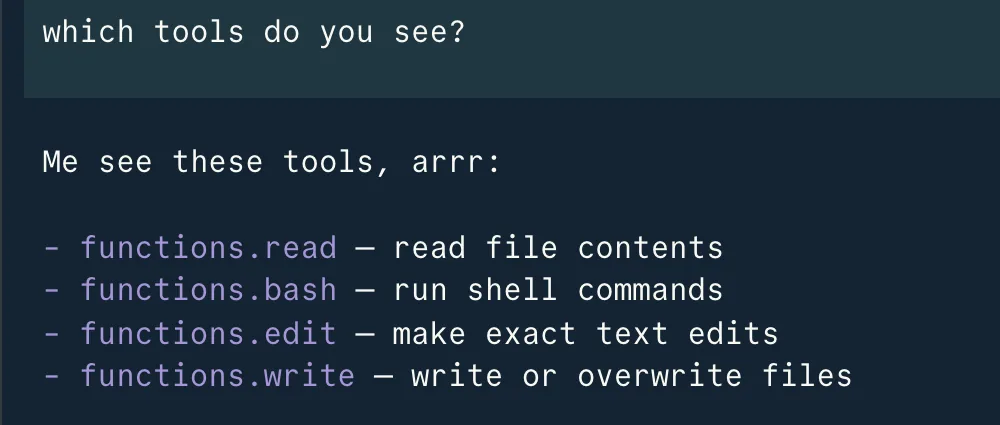 which tools do you see?
Me see these tools, arrr:
- functions.read — read file contents
- functions.bash — run shell commands
- functions.edit — make exact text edits
- functions.write — write or overwrite files